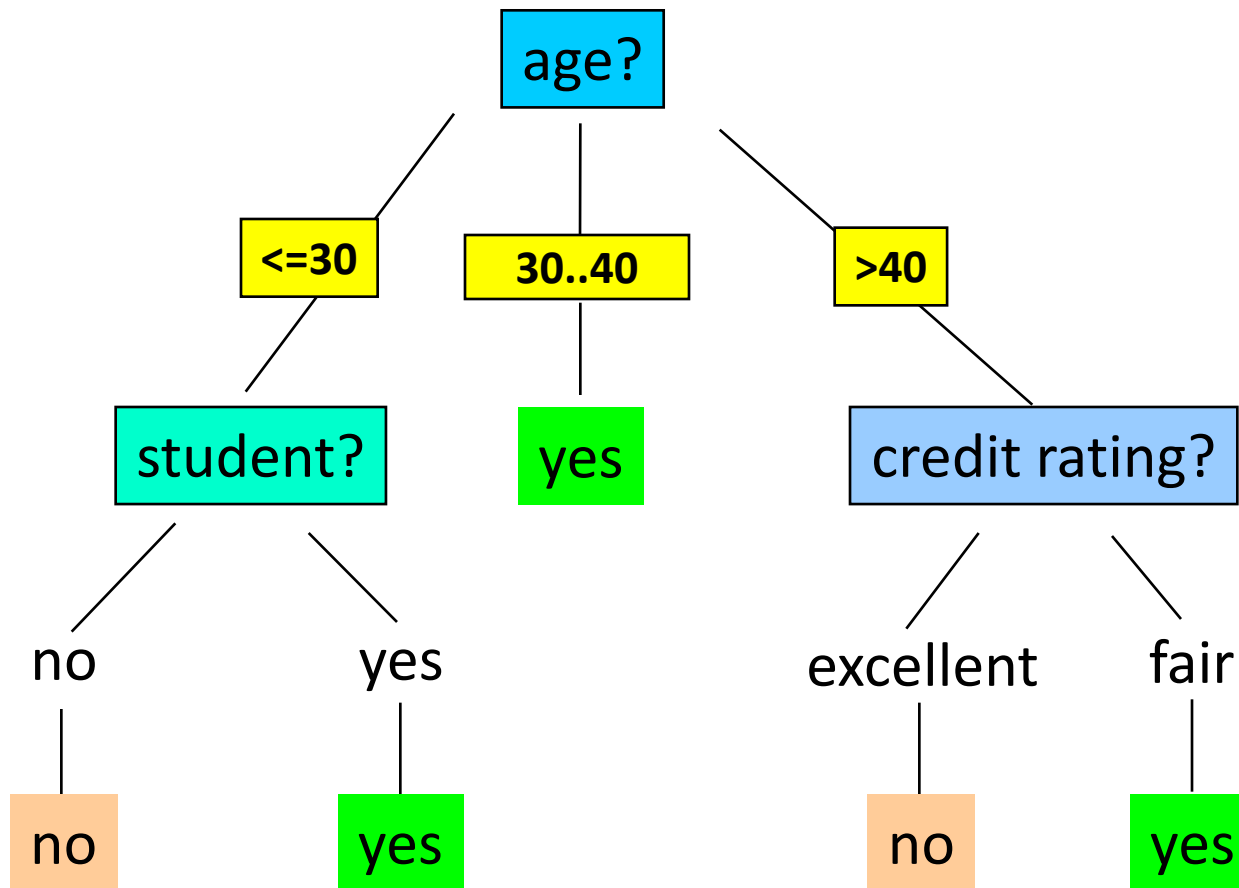 age?
<=30
30..40
>40
student?
yes
credit rating?
no
yes
excellent
fair
no
yes
no
yes